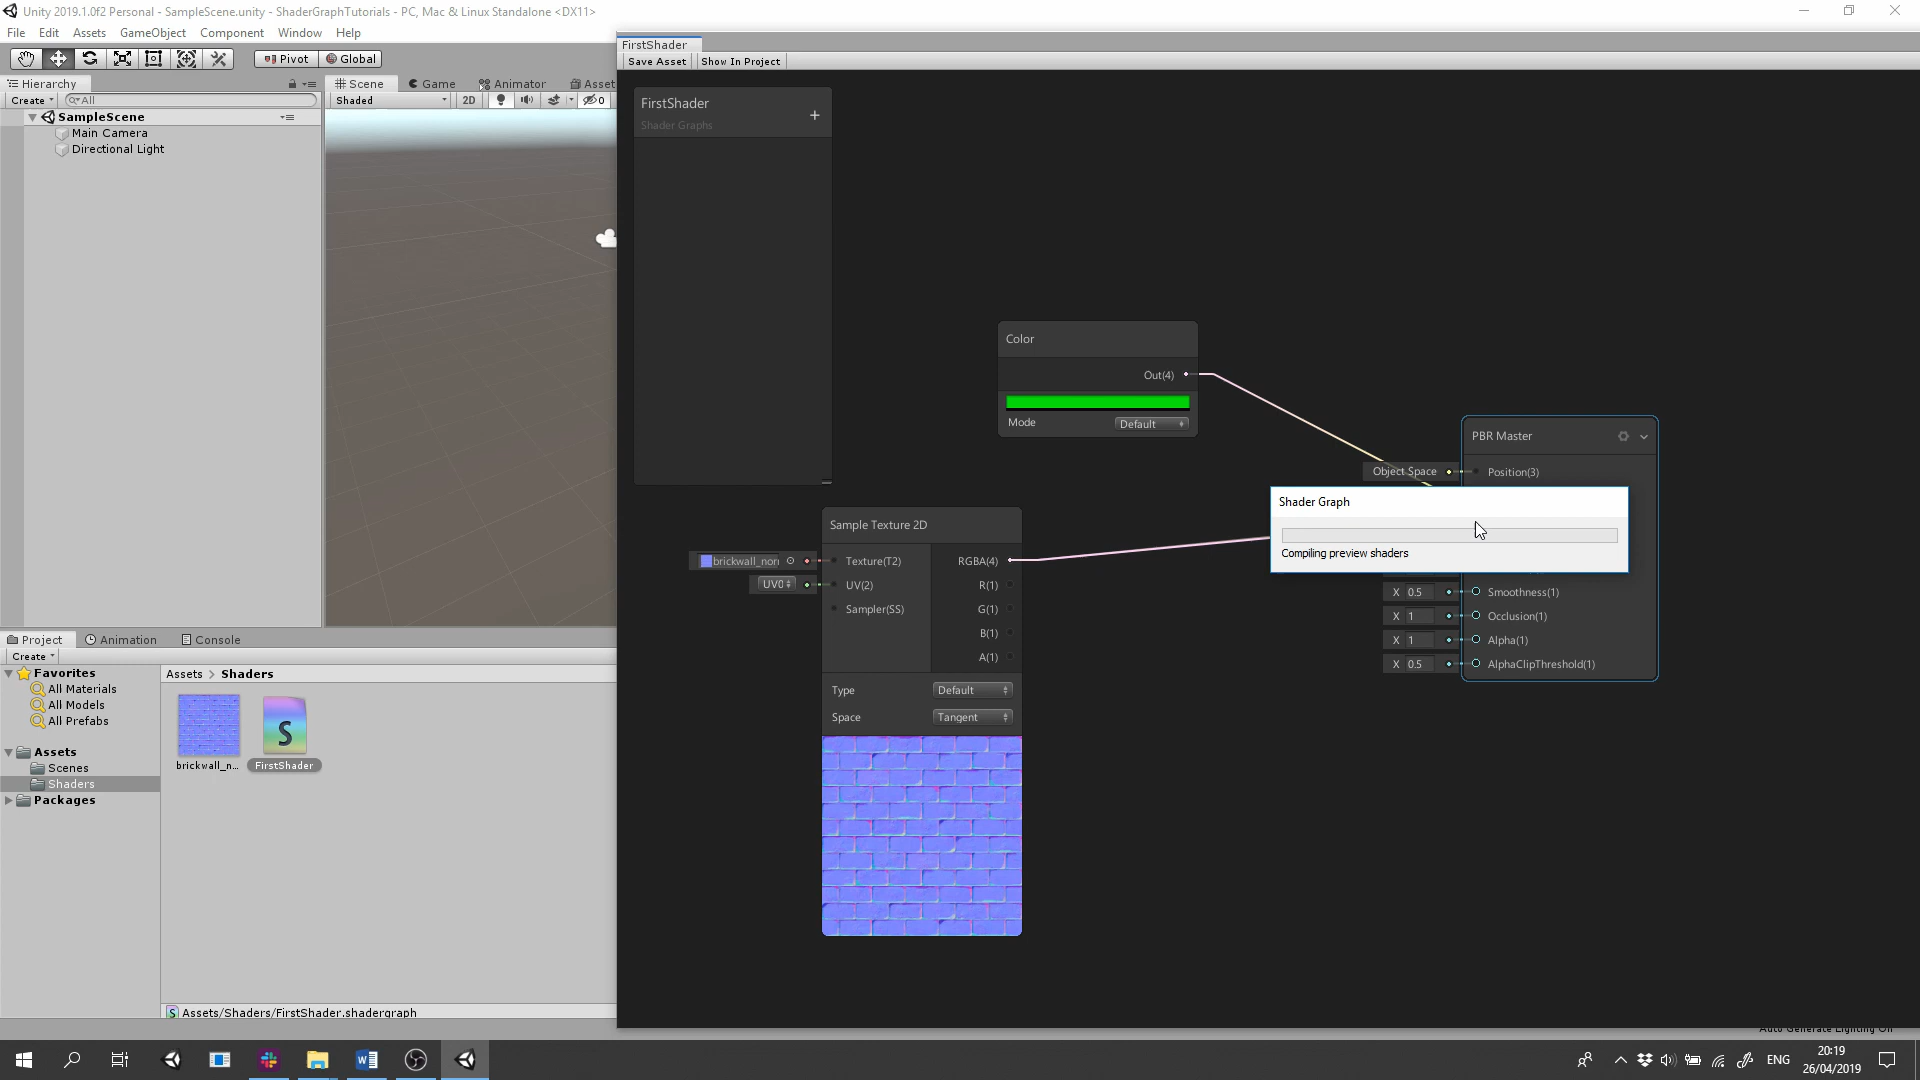 Unity 2019.1.0f2 Personal - SampleScene.unity - ShaderGraphTutorials - PC, Mac & Linux Standalone <DX11>
File Edit Assets GameObject Component Window Help
Pivot Global
Hierarchy
Create All
SampleScene
Main Camera
Directional Light
Scene Game Animator Asset
Shaded 2D 0
FirstShader
Save Asset Show In Project
FirstShader
Shader Graphs
+
Color
Out(4)
Mode Default
PBR Master
Object Space Position(3)
Shader Graph
Compiling preview shaders
X 0.5 Smoothness(1)
X 1 Occlusion(1)
X 1 Alpha(1)
X 0.5 AlphaClipThreshold(1)
Sample Texture 2D
brickwall_nor Texture(T2) RGBA(4)
UV0 UV(2) R(1)
Sampler(SS) G(1)
B(1)
A(1)
Type Default
Space Tangent
Project Animation Console
Create
Favorites
All Materials
All Models
All Prefabs
Assets
Scenes
Shaders
Packages
Assets > Shaders
brickwall_n... S FirstShader
Assets/Shaders/FirstShader.shadergraph
Auto Generate Lighting On
ENG
20:19
26/04/2019